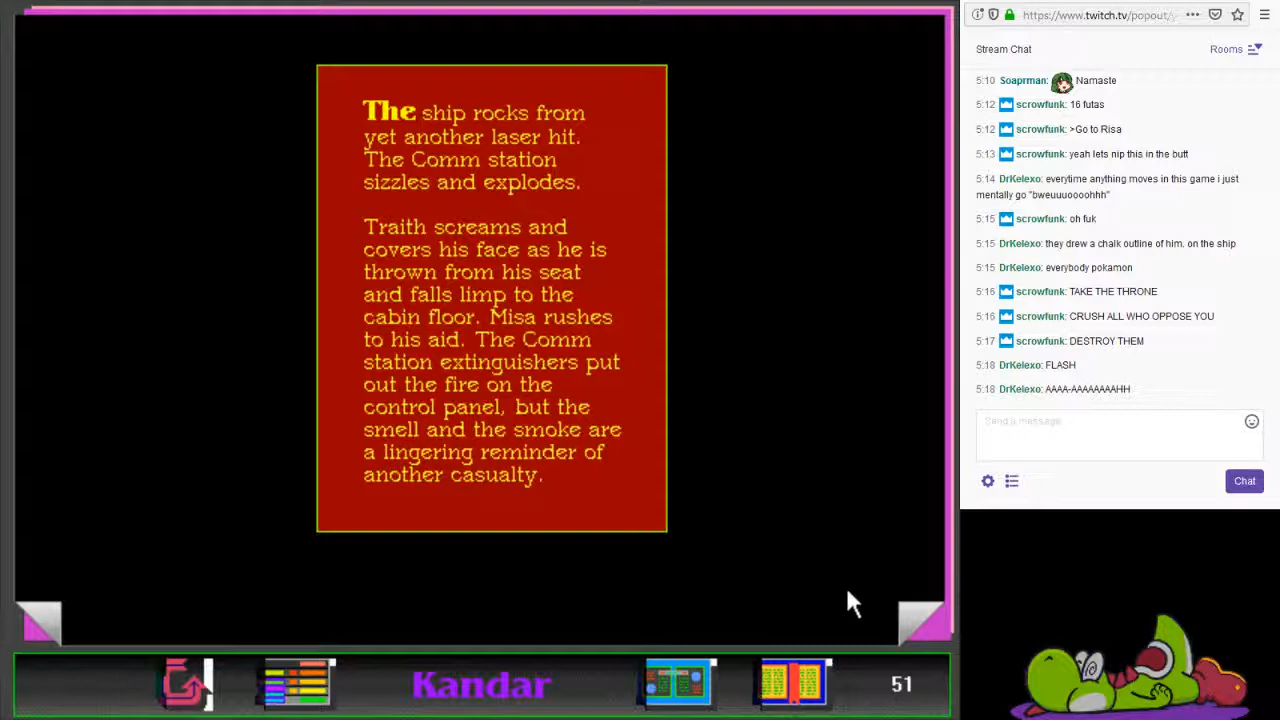 The ship rocks from
yet another laser hit.
The Comm station
sizzles and explodes.
Traith screams and
covers his face as he is
thrown from his seat
and falls limp to the
cabin floor. Misa rushes
to his aid. The Comm
station extinguishers put
out the fire on the
control panel, but the
smell and the smoke are
a lingering reminder of
another casualty.
Kandar
51
https://www.twitch.tv/popout/
Stream Chat
Rooms
5:10 Soaprman: Namaste
5:12 scrowfunk: 16 futas
5:12 scrowfunk: >Go to Risa
5:13 scrowfunk: yeah lets nip this in the butt
5:14 DrKelexo: everytime anything moves in this game i just
mentally go "bweuuuoooohhh"
5:15 scrowfunk: oh fuk
5:15 DrKelexo: they drew a chalk outline of him. on the ship
5:15 DrKelexo: everybody pokamon
5:16 scrowfunk: TAKE THE THRONE
5:16 scrowfunk: CRUSH ALL WHO OPPOSE YOU
5:17 scrowfunk: DESTROY THEM
5:18 DrKelexo: FLASH
5:18 DrKelexo: AAAA-AAAAAAAAHH
Send a message
Chat